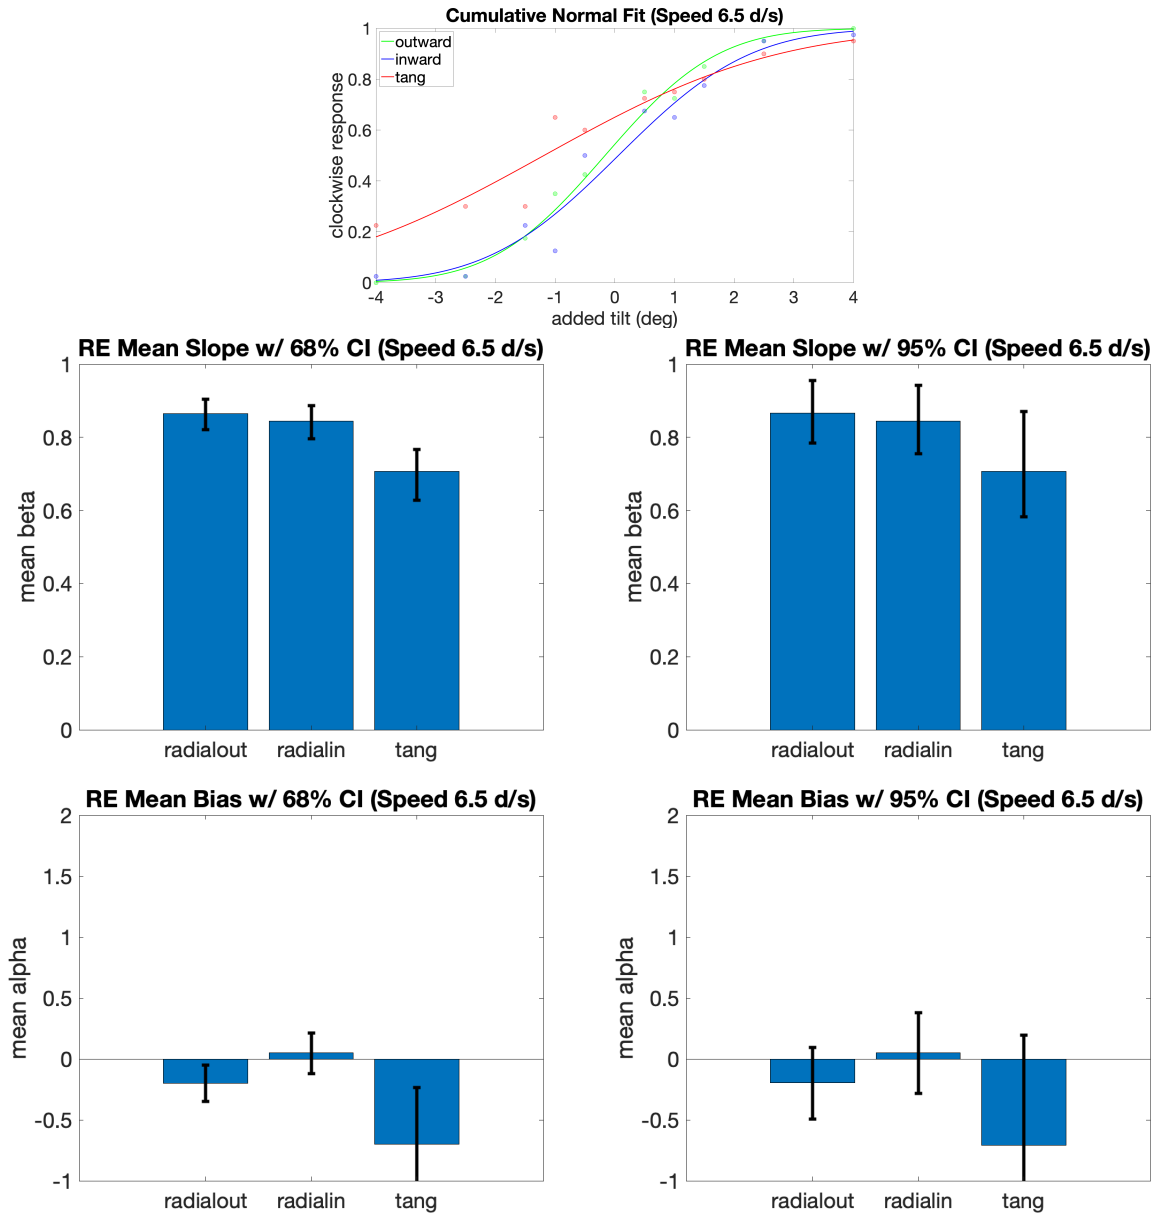 Cumulative Normal Fit (Speed 6.5 d/s)
outward
inward
tang
clockwise response
1
0.8
0.6
0.4
0.2
0
-4 -3 -2 -1 0 1 2 3 4
added tilt (deg)
RE Mean Slope w/ 68% CI (Speed 6.5 d/s)
mean beta
1
0.8
0.6
0.4
0.2
0
radialout radialin tang
RE Mean Slope w/ 95% CI (Speed 6.5 d/s)
mean beta
1
0.8
0.6
0.4
0.2
0
radialout radialin tang
RE Mean Bias w/ 68% CI (Speed 6.5 d/s)
mean alpha
2
1.5
1
0.5
0
-0.5
-1
radialout radialin tang
RE Mean Bias w/ 95% CI (Speed 6.5 d/s)
mean alpha
2
1.5
1
0.5
0
-0.5
-1
radialout radialin tang